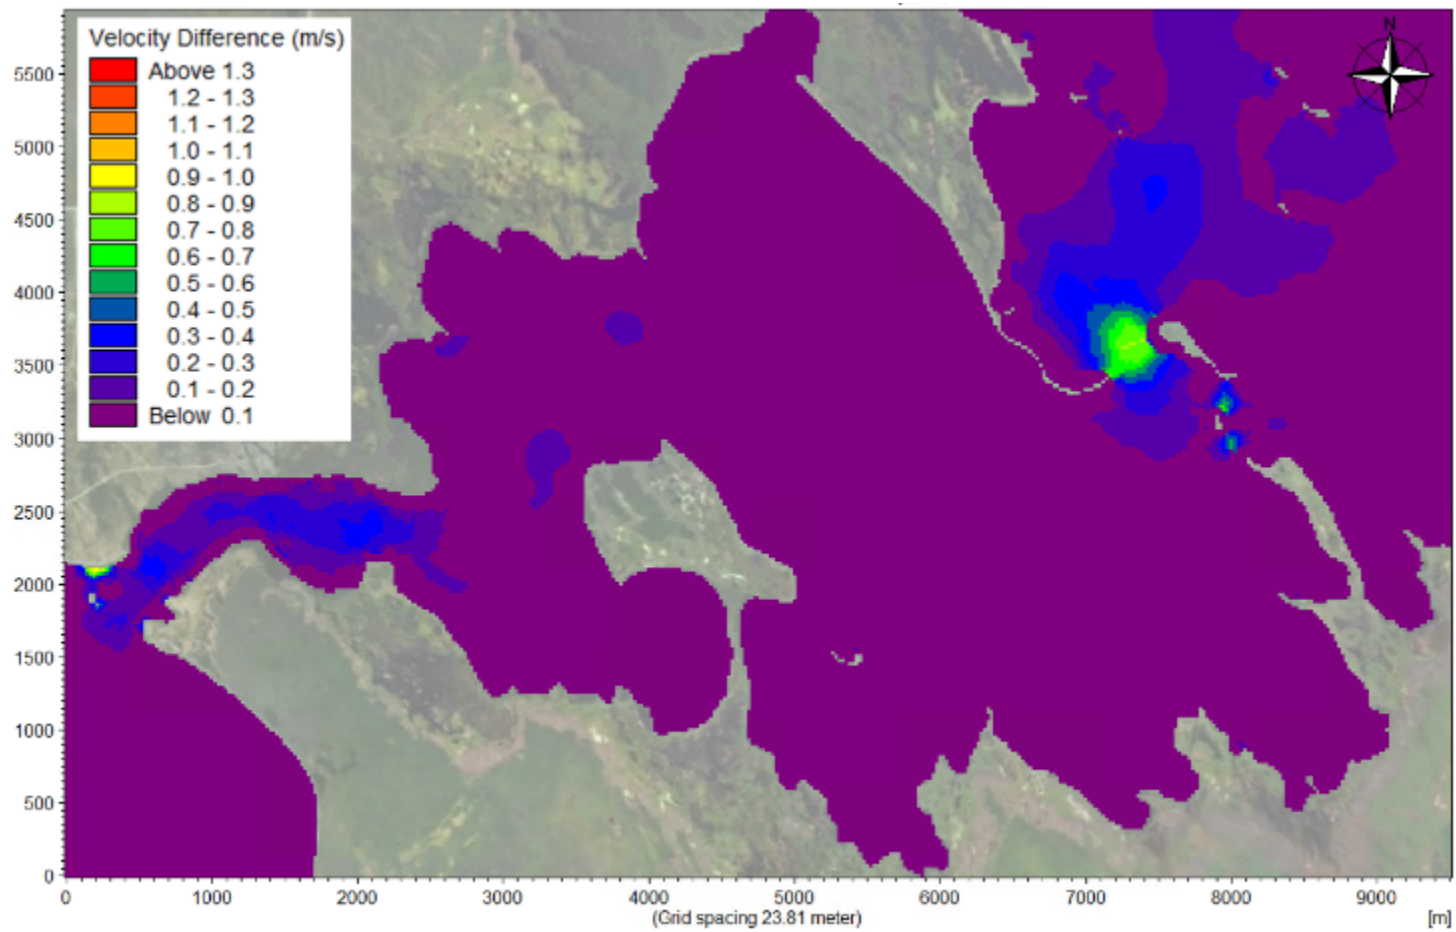 Velocity Difference (m/s)
Above 1.3
1.2 - 1.3
1.1 - 1.2
1.0 - 1.1
0.9 - 1.0
0.8 - 0.9
0.7 - 0.8
0.6 - 0.7
0.5 - 0.6
0.4 - 0.5
0.3 - 0.4
0.2 - 0.3
0.1 - 0.2
Below 0.1
N
5500
5000
4500
4000
3500
3000
2500
2000
1500
1000
500
0
0 1000 2000 3000 4000 5000 6000 7000 8000 9000
(Grid spacing 23.81 meter) [m]